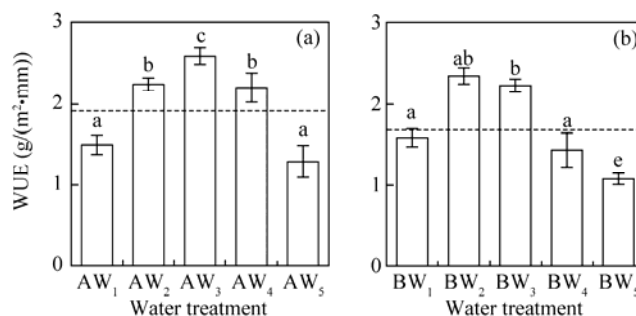 (a)
c
b
b
a
a
3
2
1
0
WUE (g/(m²•mm))
AW₁ AW₂ AW₃ AW₄ AW₅
Water treatment
(b)
ab
b
a
a
e
3
2
1
0
BW₁ BW₂ BW₃ BW₄ BW₅
Water treatment